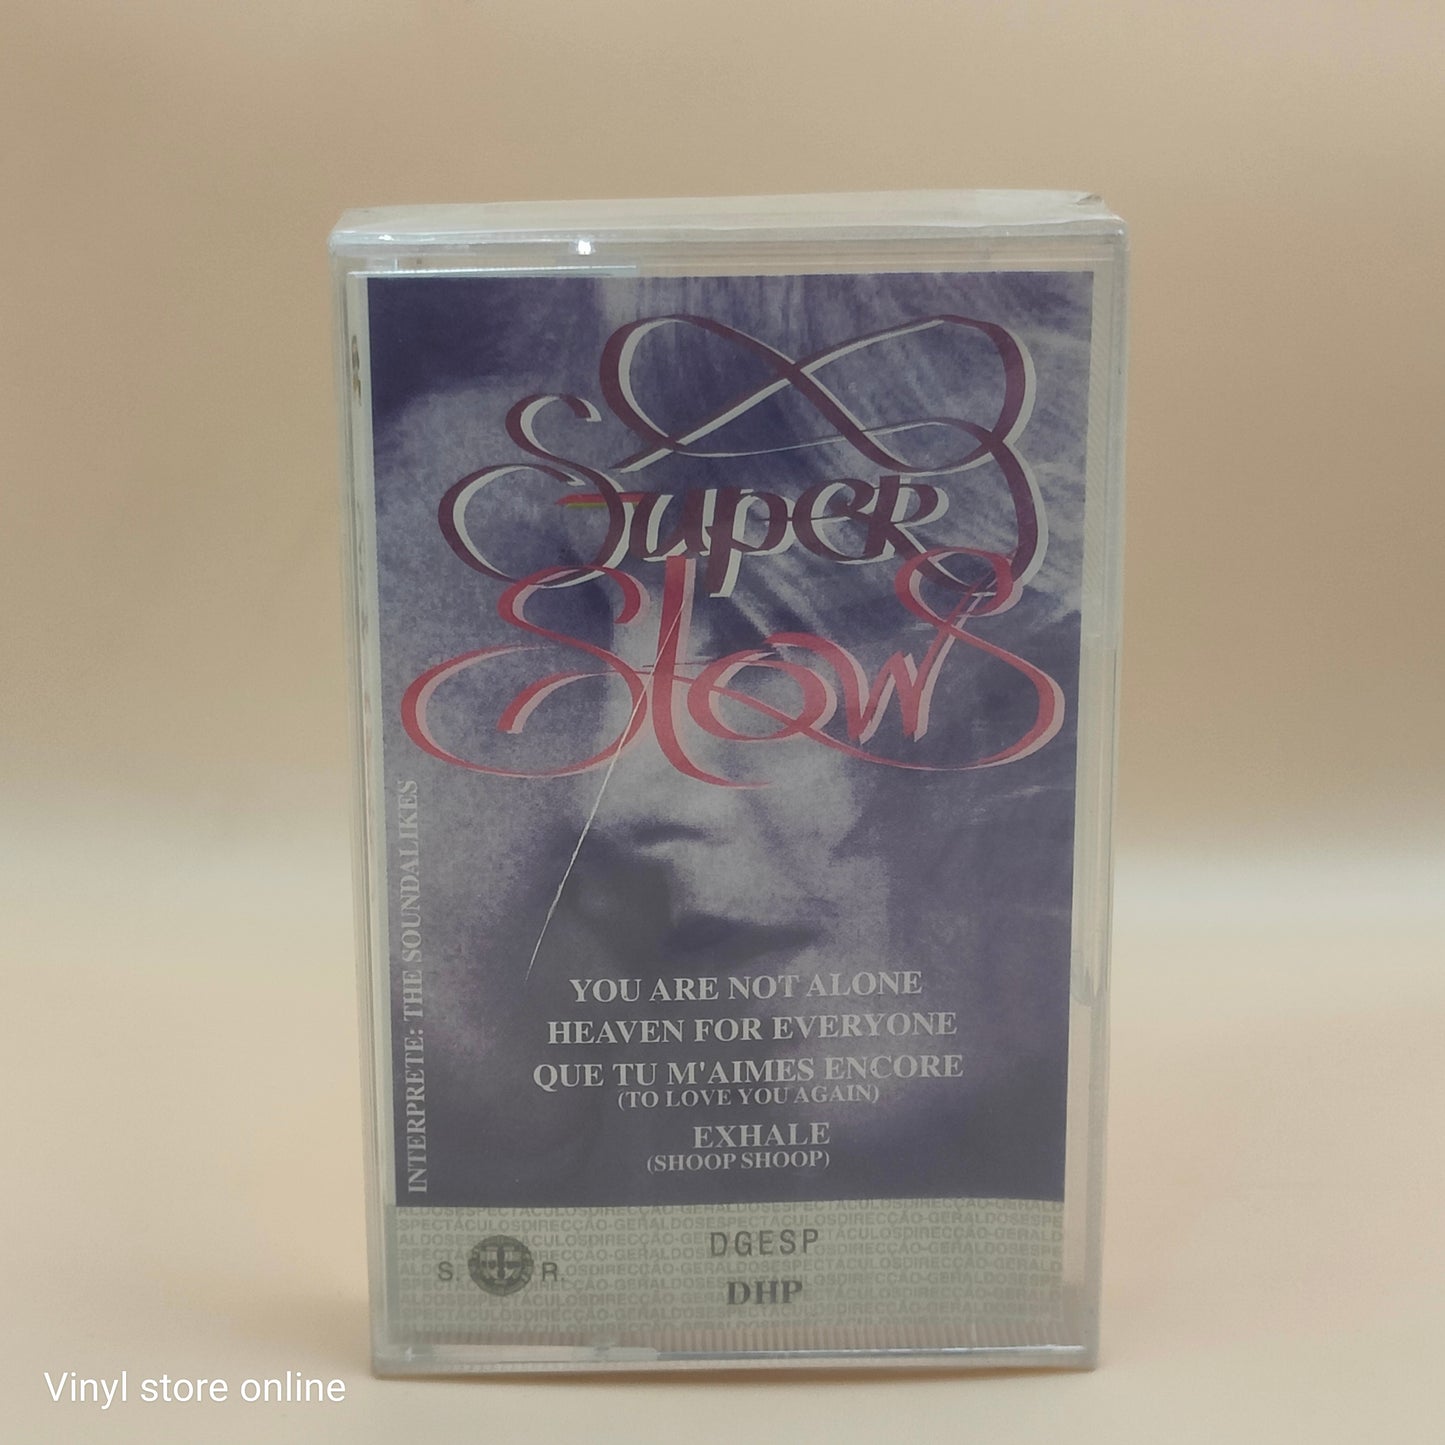 Super
Slows
INTERPRETE: THE SOUNDALIKES
YOU ARE NOT ALONE
HEAVEN FOR EVERYONE
QUE TU M'AIMES ENCORE
(TO LOVE YOU AGAIN)
EXHALE
(SHOOP SHOOP)
DGESP
S. R.
DHP
Vinyl store online